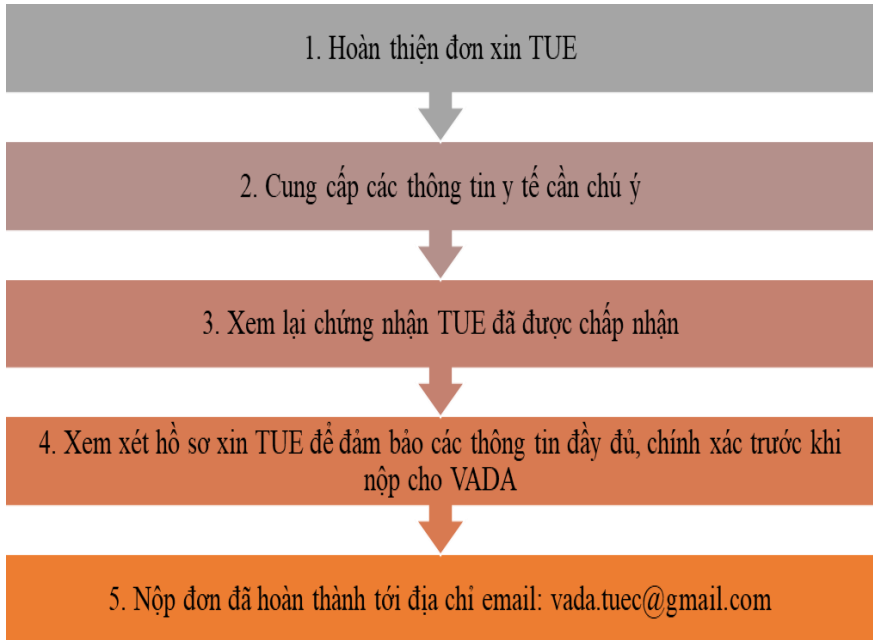 1. Hoàn thiện đơn xin TUE
2. Cung cấp các thông tin y tế cần chú ý
3. Xem lại chứng nhận TUE đã được chấp nhận
4. Xem xét hồ sơ xin TUE để đảm bảo các thông tin đầy đủ, chính xác trước khi
nộp cho VADA
5. Nộp đơn đã hoàn thành tới địa chỉ email: vada.tuec@gmail.com